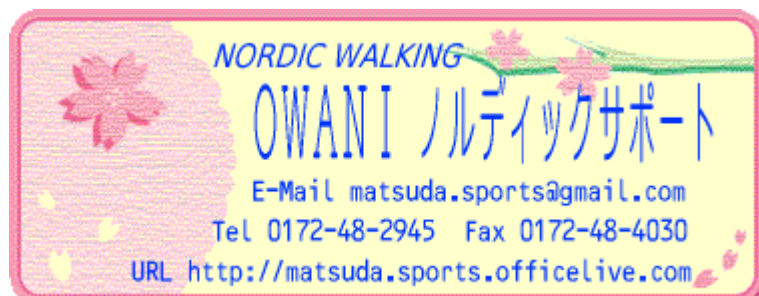 NORDIC WALKING
OWANI ノルディックサポート
E-Mail matsuda.sports@gmail.com
Tel 0172-48-2945 Fax 0172-48-4030
URL http://matsuda.sports.officelive.com